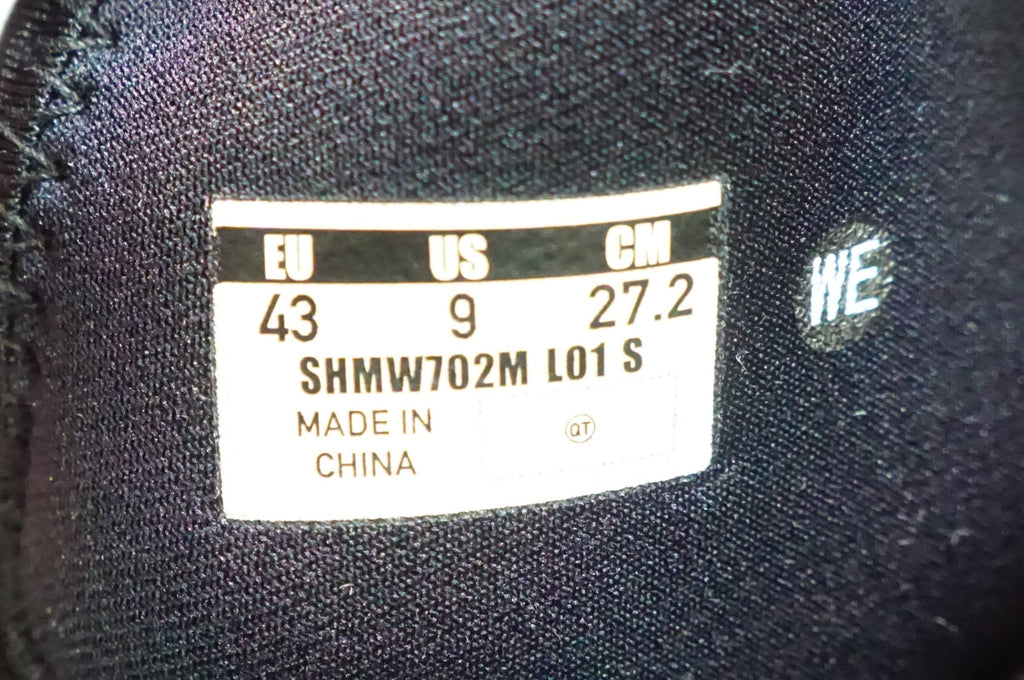 EU US CM
43 9 27.2
SHMW702M L01 S
MADE IN
CHINA
QT
WE